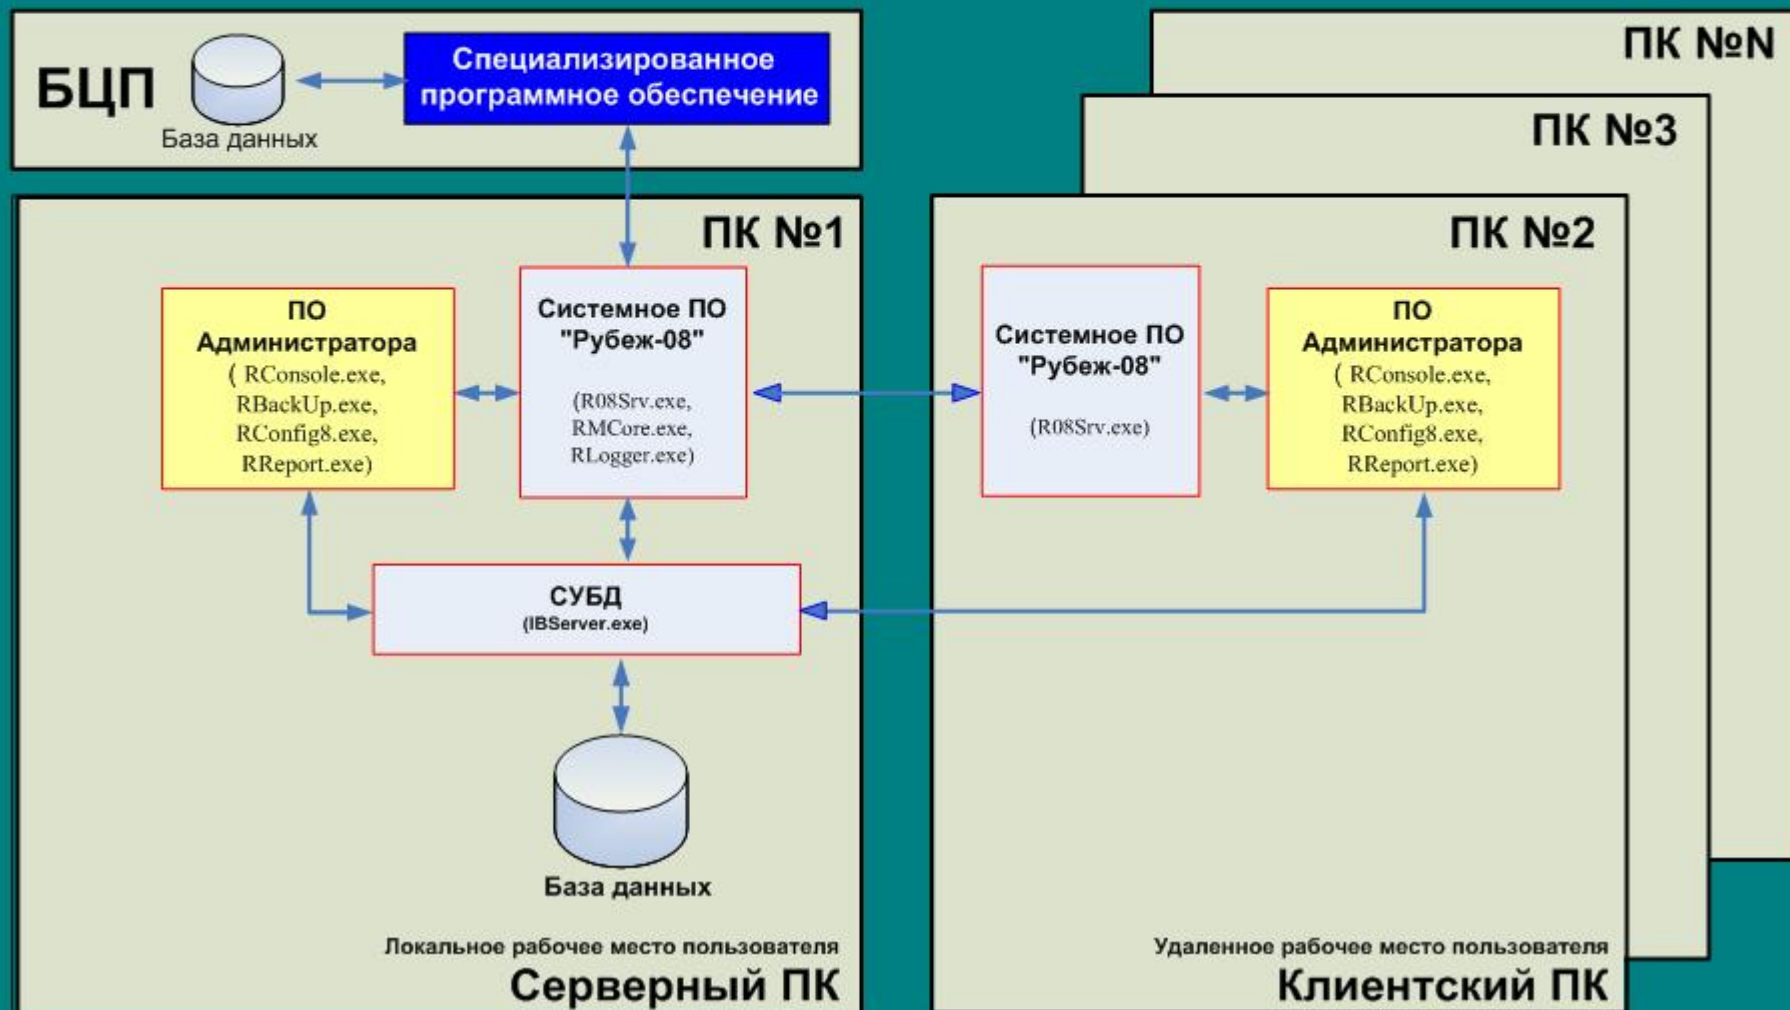 БЦП
База данных
Специализированное
программное обеспечение
ПК №N
ПК №3
ПК №1
ПО
Администратора
( RConsole.exe,
RBackUp.exe,
RConfig8.exe,
RReport.exe)
Системное ПО
"Рубеж-08"
(R08Srv.exe,
RMCore.exe,
RLogger.exe)
СУБД
(IBServer.exe)
База данных
Локальное рабочее место пользователя
Серверный ПК
ПК №2
Системное ПО
"Рубеж-08"
(R08Srv.exe)
ПО
Администратора
( RConsole.exe,
RBackUp.exe,
RConfig8.exe,
RReport.exe)
Удаленное рабочее место пользователя
Клиентский ПК